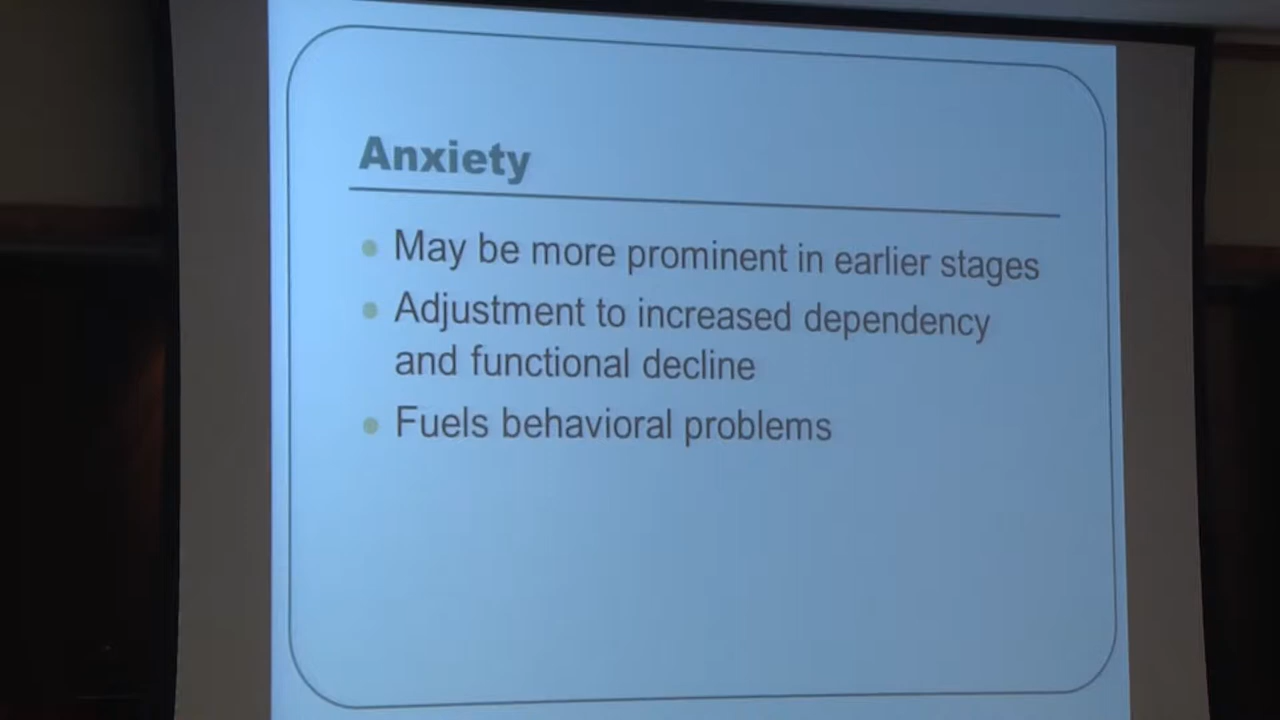 Anxiety
May be more prominent in earlier stages
Adjustment to increased dependency
and functional decline
Fuels behavioral problems